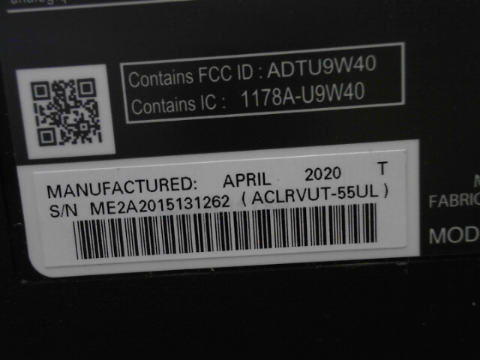 Contains FCC ID : ADTU9W40
Contains IC : 1178A-U9W40
MANUFACTURED: APRIL 2020 T
S/N ME2A2015131262 (ACLRVUT-55UL)
FABRIC
MOD